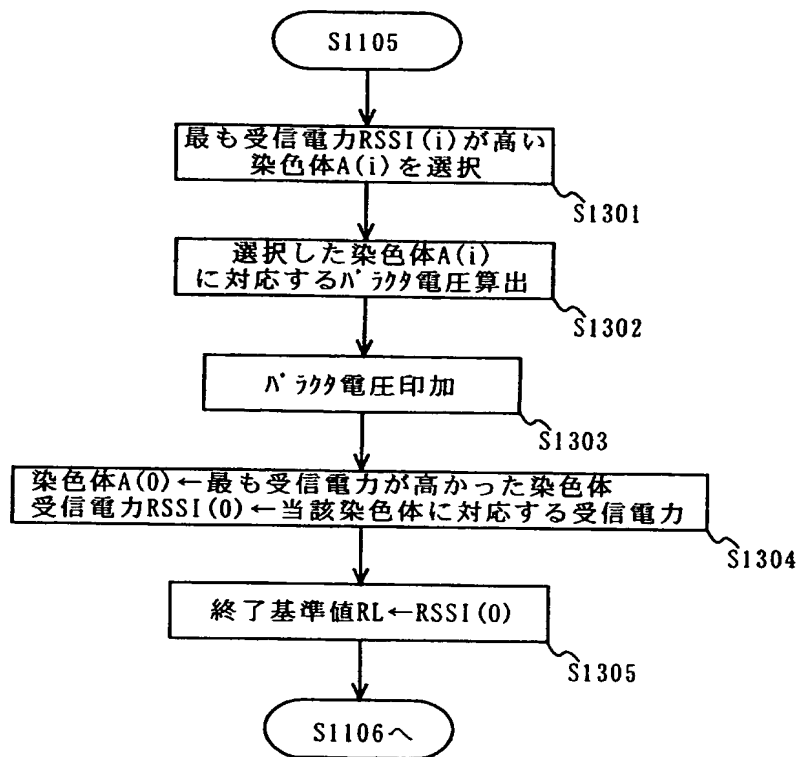 S1105
最も受信電力RSSI(i)が高い
染色体A(i)を選択
S1301
選択した染色体A(i)
に対応するﾊﾞﾗｸﾀ電圧算出
S1302
ﾊﾞﾗｸﾀ電圧印加
S1303
染色体A(0)←最も受信電力が高かった染色体
受信電力RSSI(0)←当該染色体に対応する受信電力
S1304
終了基準値RL←RSSI(0)
S1305
S1106へ